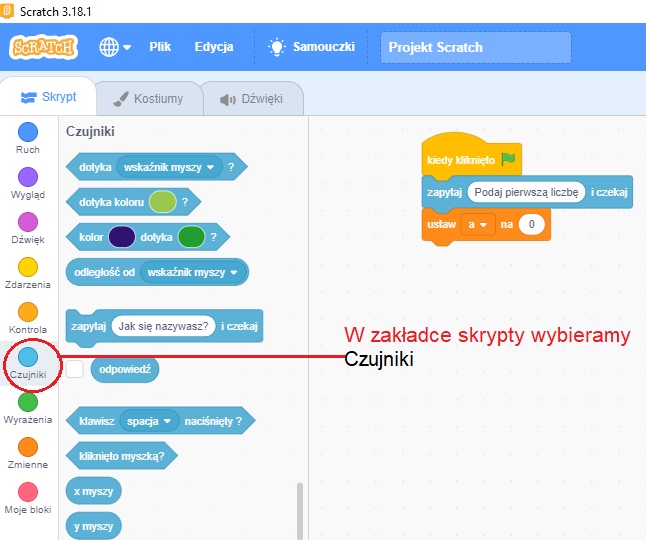 Scratch 3.18.1
SCRATCH Plik Edycja Samouczki Projekt Scratch
Skrypt Kostiumy Dźwięki
Ruch
Wygląd
Dźwięk
Zdarzenia
Kontrola
Czujniki
Wyrażenia
Zmienne
Moje bloki
Czujniki
dotyka wskaźnik myszy ?
dotyka koloru ?
kolor dotyka ?
odległość od wskaźnik myszy
zapytaj Jak się nazywasz? i czekaj
odpowiedź
klawisz spacja naciśnięty ?
kliknięto myszką?
x myszy
y myszy
kiedy kliknięto
zapytaj Podaj pierwszą liczbę i czekaj
ustaw a na 0
W zakładce skrypty wybieramy
Czujniki